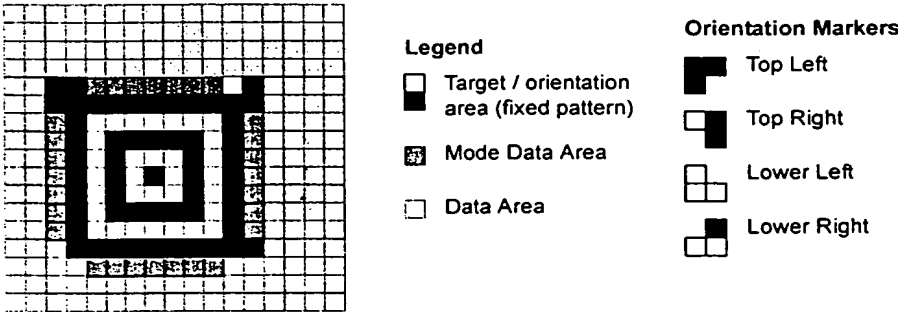 Legend
Target / orientation
area (fixed pattern)
Mode Data Area
Data Area
Orientation Markers
Top Left
Top Right
Lower Left
Lower Right